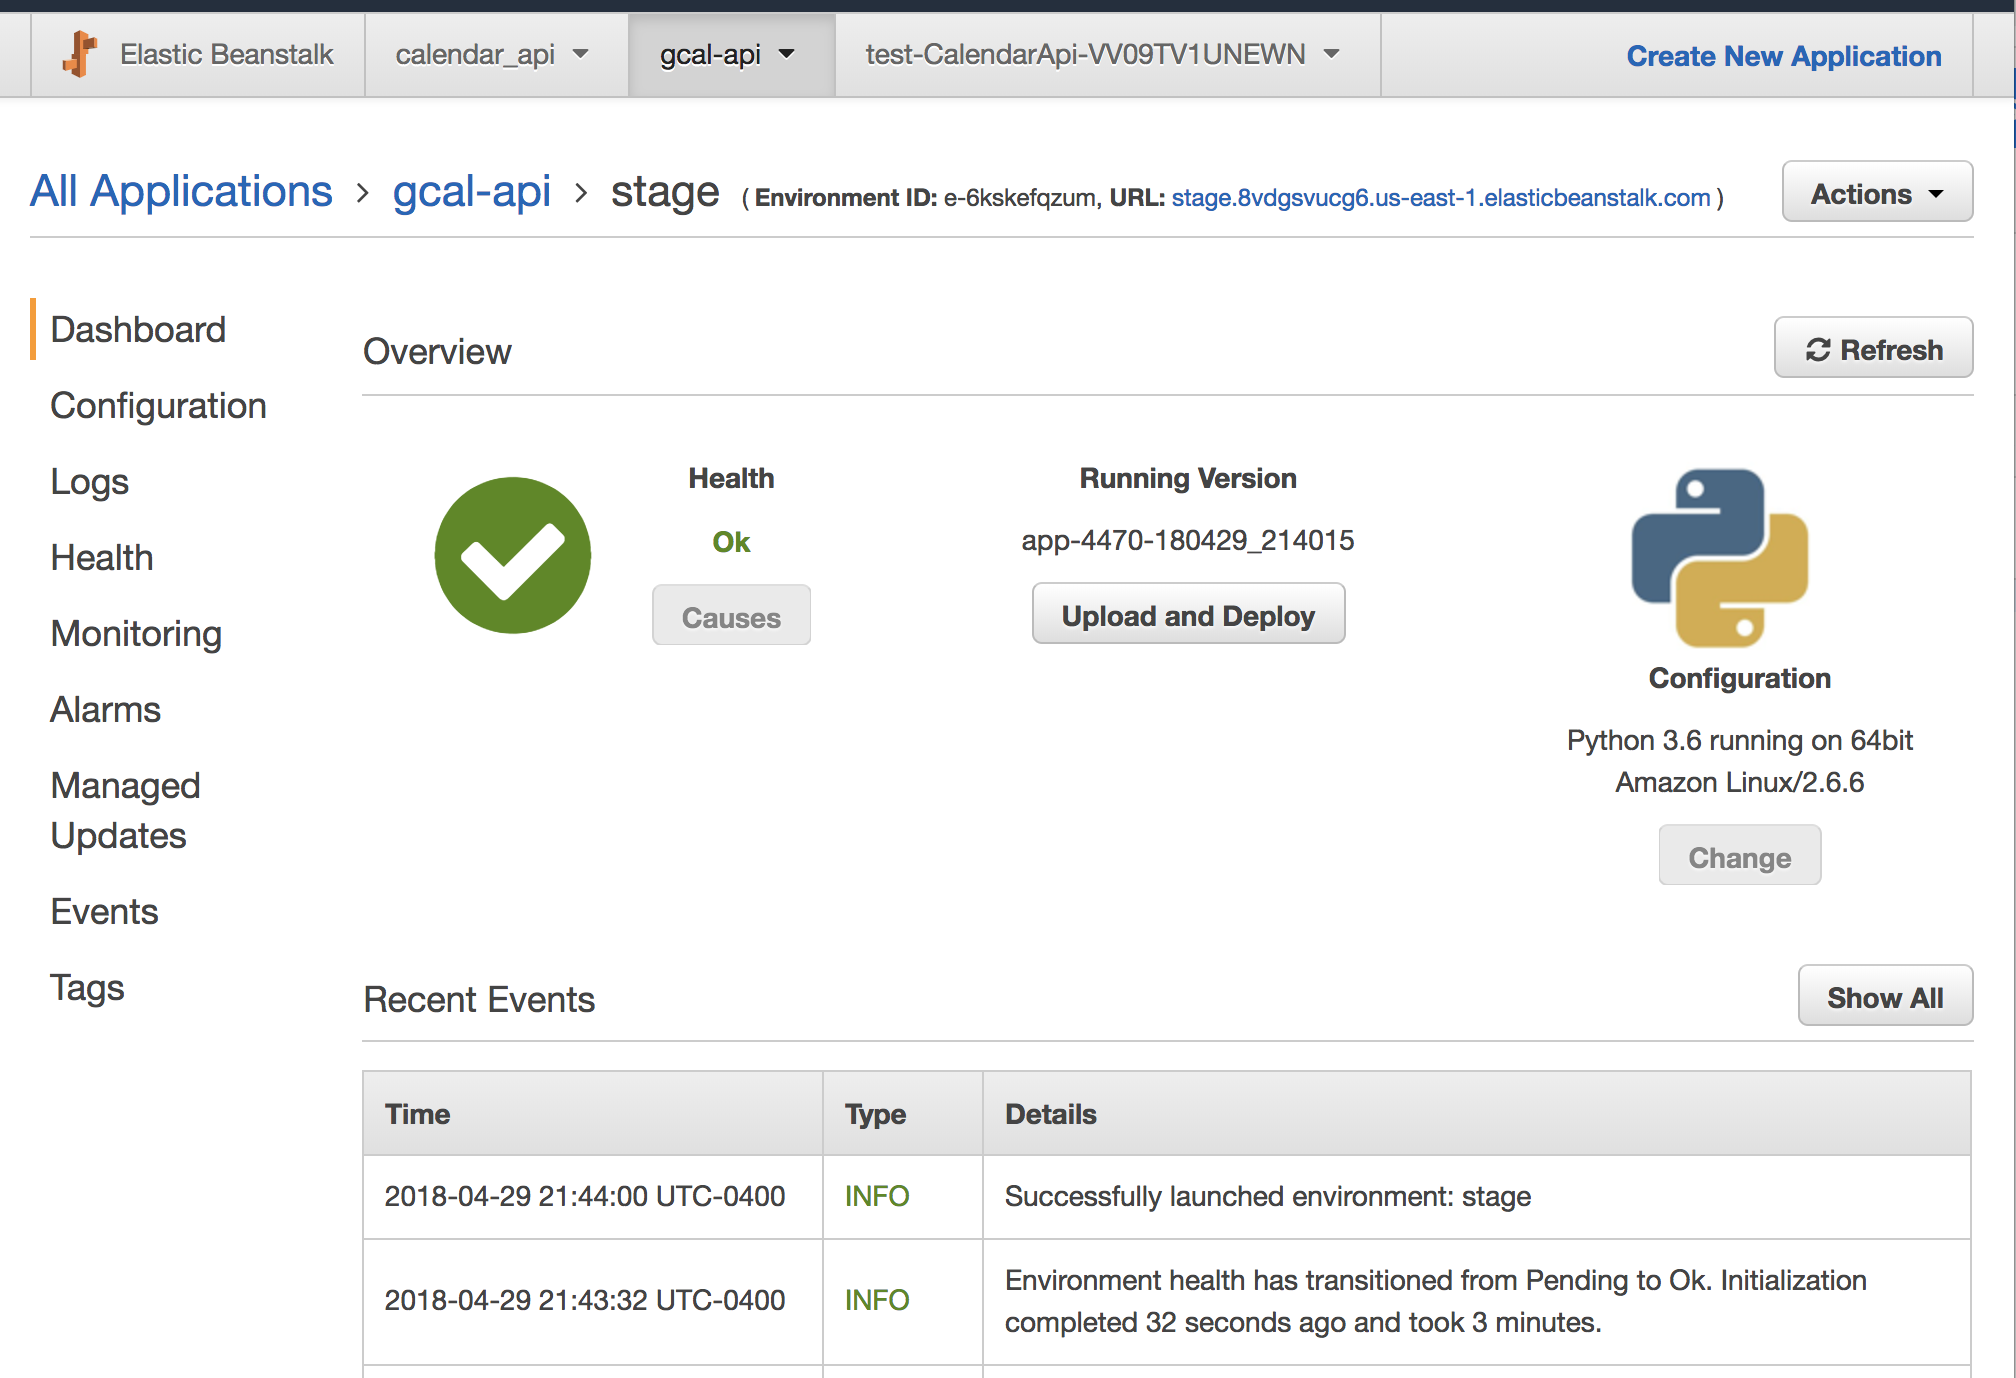 Elastic Beanstalk
calendar_api
gcal-api
test-CalendarApi-VV09TV1UNEWN
Create New Application
All Applications › gcal-api › stage ( Environment ID: e-6kskefqzum, URL: stage.8vdgsvucg6.us-east-1.elasticbeanstalk.com )
Actions
Dashboard
Configuration
Logs
Health
Monitoring
Alarms
Managed
Updates
Events
Tags
Overview
Refresh
Health
Ok
Causes
Running Version
app-4470-180429_214015
Upload and Deploy
Configuration
Python 3.6 running on 64bit
Amazon Linux/2.6.6
Change
Recent Events
Show All
Time Type Details
2018-04-29 21:44:00 UTC-0400 INFO Successfully launched environment: stage
2018-04-29 21:43:32 UTC-0400 INFO Environment health has transitioned from Pending to Ok. Initialization
completed 32 seconds ago and took 3 minutes.